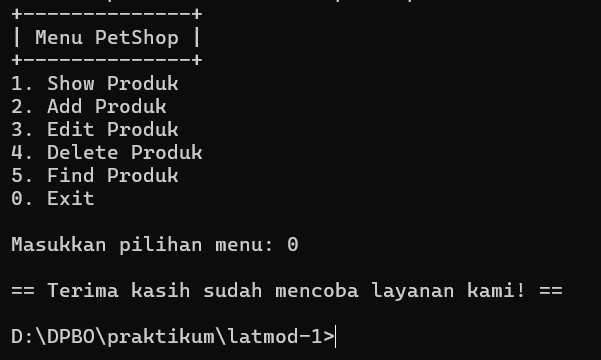 +--------------+
| Menu PetShop |
+--------------+
1. Show Produk
2. Add Produk
3. Edit Produk
4. Delete Produk
5. Find Produk
0. Exit
Masukkan pilihan menu: 0
== Terima kasih sudah mencoba layanan kami! ==
D:\DPBO\praktikum\latmod-1>